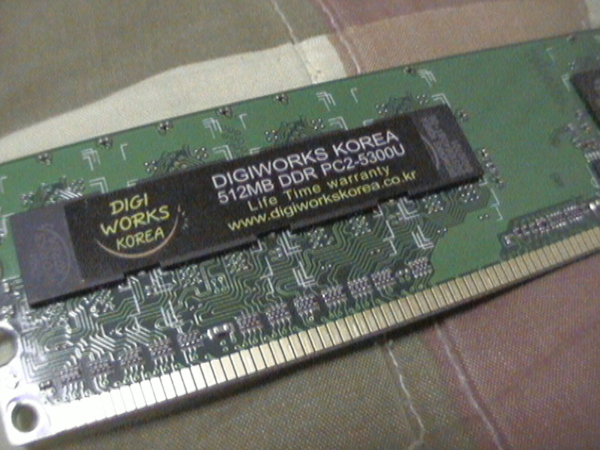 DIGI
WORKS
KOREA
DIGIWORKS KOREA
512MB DDR PC2-5300U
Life Time warranty
www.digiworkskorea.co.kr